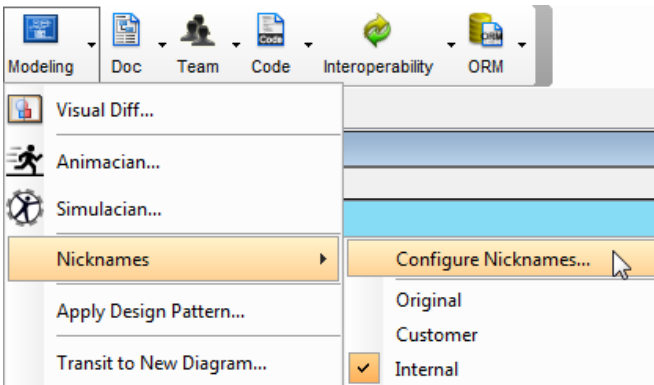 Modeling Doc Team Code Interoperability ORM
Visual Diff...
Animacian...
Simulacian...
Nicknames
Configure Nicknames...
Apply Design Pattern...
Original
Customer
Transit to New Diagram...
Internal